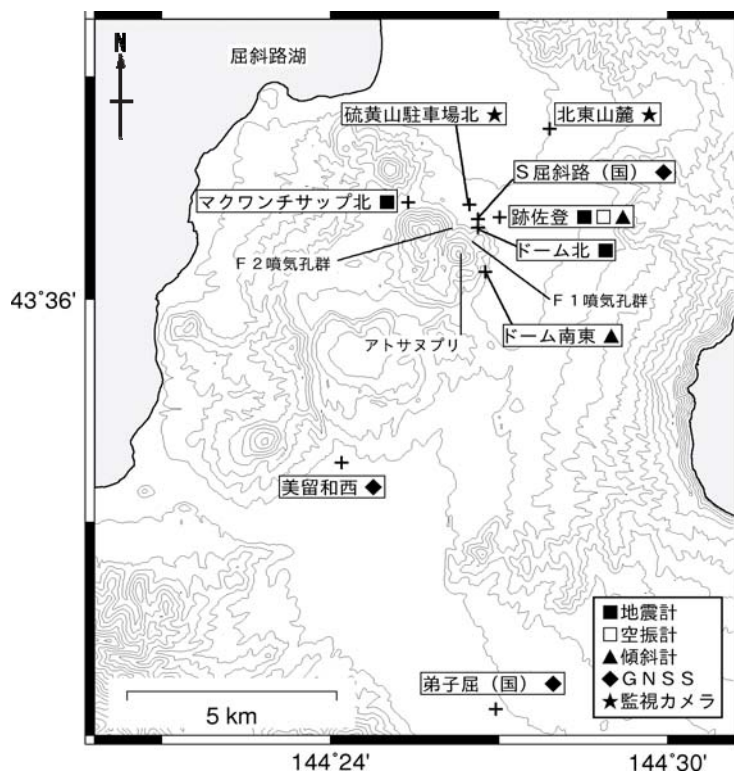 N
屈斜路湖
硫黄山駐車場北 ★
北東山麓 ★
S屈斜路（国） ◆
マクワンチサップ北 ■
跡佐登 ■ □ ▲
ドーム北 ■
F2噴気孔群
F1噴気孔群
43°36'
アトサヌプリ
ドーム南東 ▲
美留和西 ◆
■地震計
□空振計
▲傾斜計
◆GNSS
★監視カメラ
弟子屈（国） ◆
5 km
144°24'
144°30'